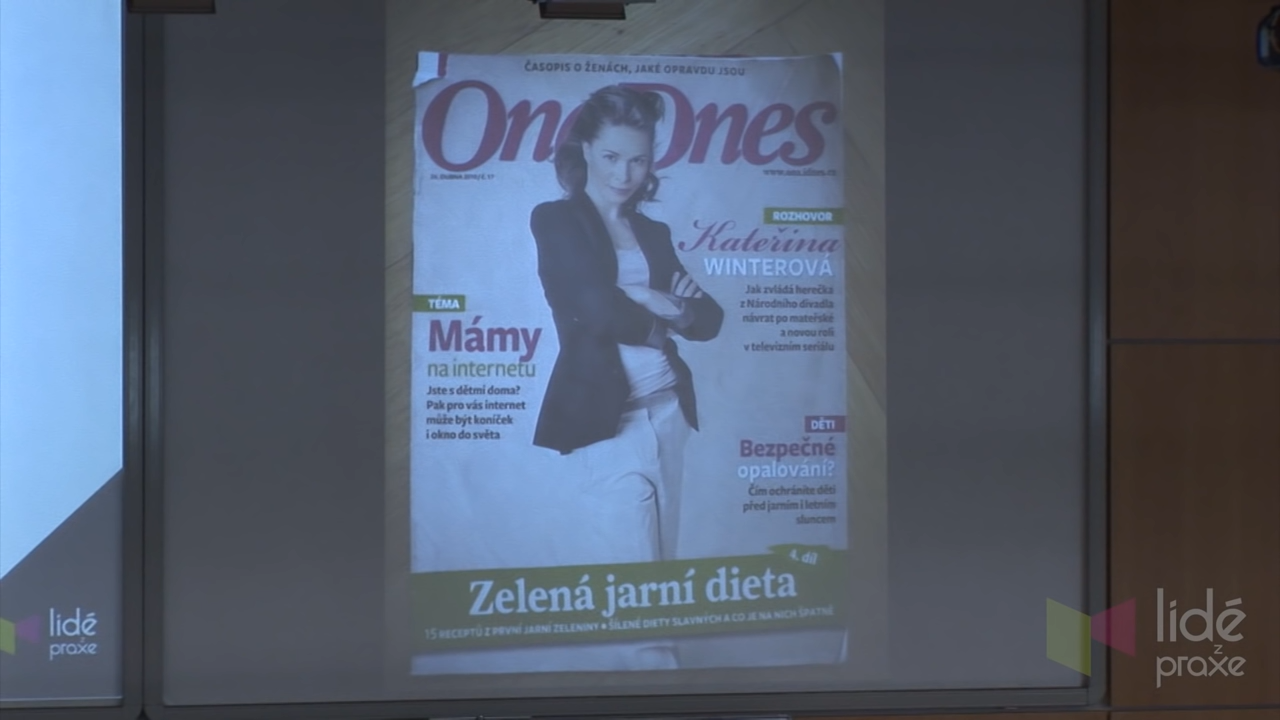 ČASOPIS O ŽENÁCH, JAKÉ OPRAVDU JSOU
Ona Dnes
www.ona.idnes.cz
ROZHOVOR
Kateřina
WINTEROVÁ
Jak zvládá herečka
z Národního divadla
návrat po mateřské
a novou roli
v televizním seriálu
TÉMA
Mámy
na internetu
Jste s dětmi doma?
Pak pro vás internet
může být koníček
i okno do světa
DĚTI
Bezpečné
opalování?
Čím ochráníte děti
před jarním i letním
sluncem
4. díl
Zelená jarní dieta
15 RECEPTŮ Z PRVNÍ JARNÍ ZELENINY • ŠÍLENÉ DIETY SLAVNÝCH A CO JE NA NICH ŠPATNĚ
lidé
z
praxe
lidé
z
praxe